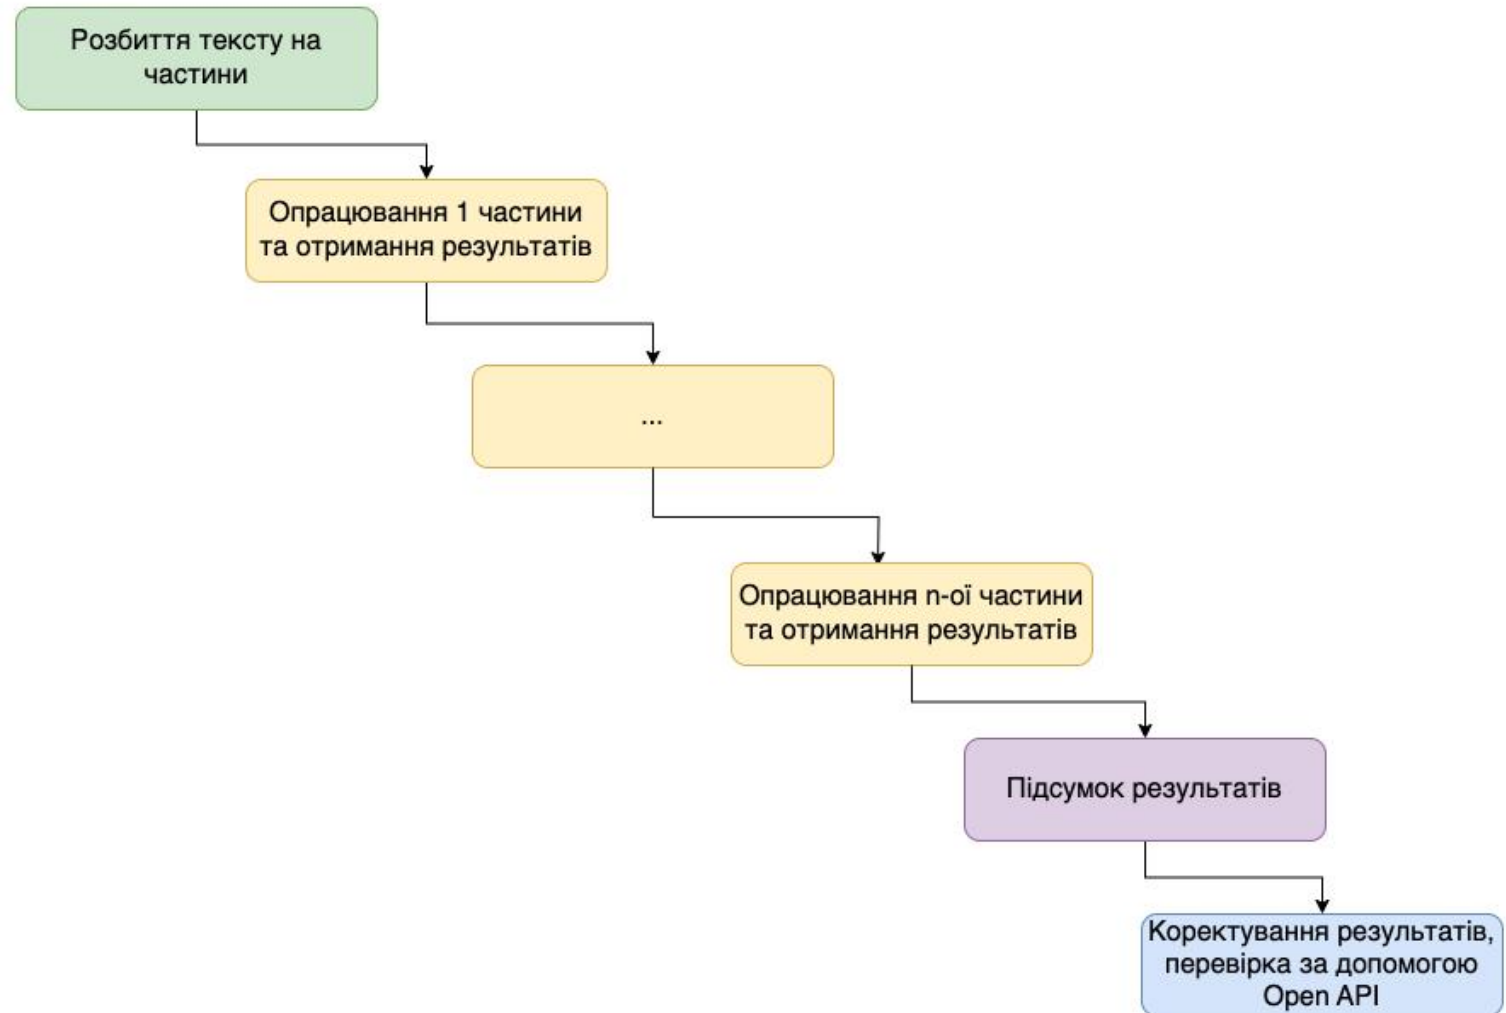 Розбиття тексту на
частини
Опрацювання 1 частини
та отримання результатів
...
Опрацювання n-ої частини
та отримання результатів
Підсумок результатів
Коректування результатів,
перевірка за допомогою
Open API